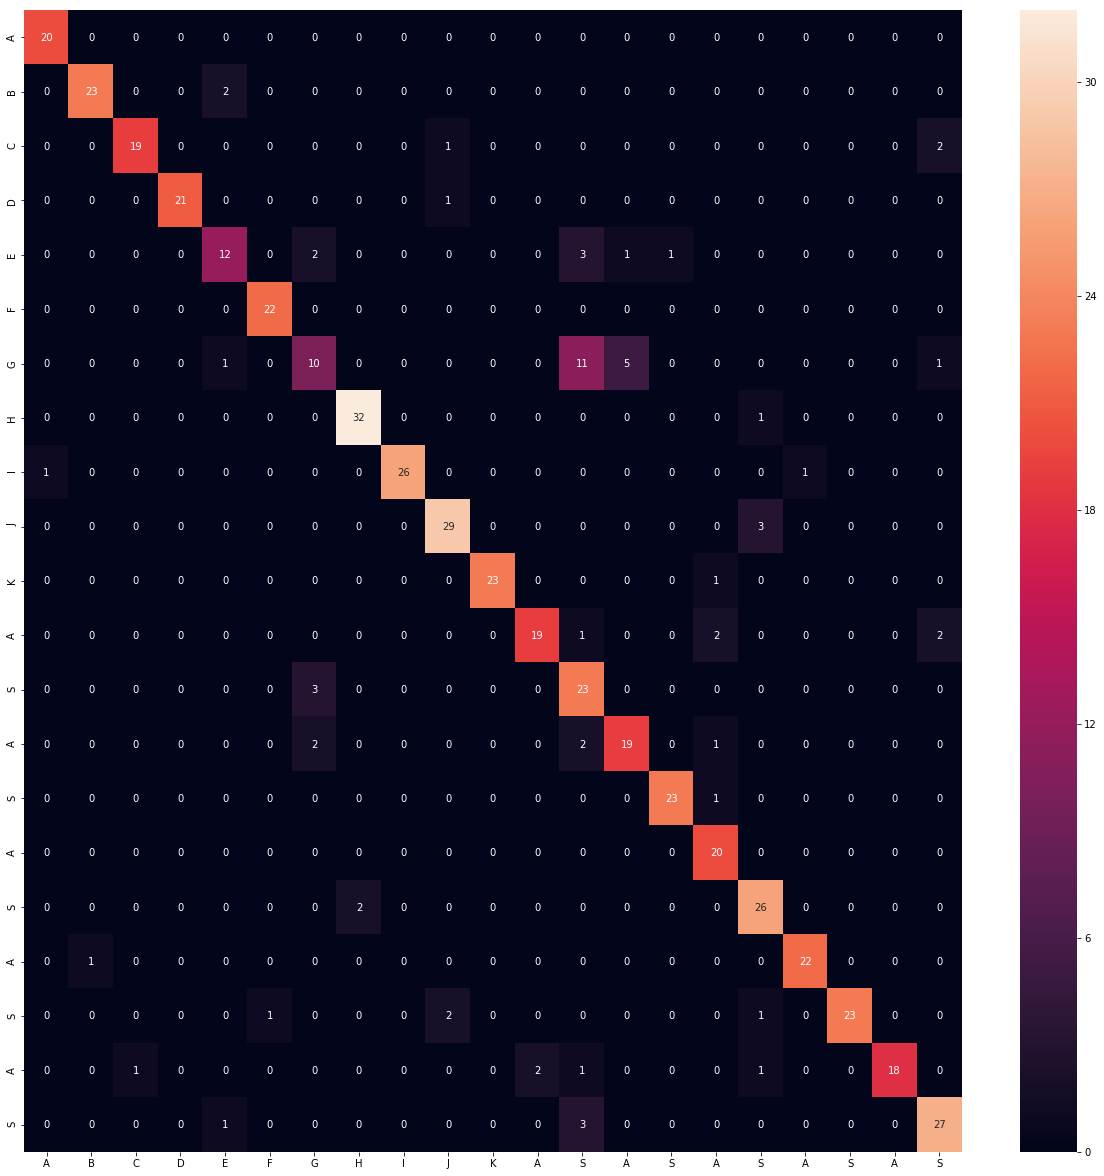 A 20 0 0 0 0 0 0 0 0 0 0 0 0 0 0 0 0 0 0 0 0
30
B 0 23 0 0 2 0 0 0 0 0 0 0 0 0 0 0 0 0 0 0 0
C 0 0 19 0 0 0 0 0 0 1 0 0 0 0 0 0 0 0 0 0 2
D 0 0 0 21 0 0 0 0 0 1 0 0 0 0 0 0 0 0 0 0 0
E 0 0 0 0 12 0 2 0 0 0 0 0 3 1 1 0 0 0 0 0 0
24
F 0 0 0 0 0 22 0 0 0 0 0 0 0 0 0 0 0 0 0 0 0
G 0 0 0 0 1 0 10 0 0 0 0 0 11 5 0 0 0 0 0 0 1
H 0 0 0 0 0 0 0 32 0 0 0 0 0 0 0 0 1 0 0 0 0
I 1 0 0 0 0 0 0 0 26 0 0 0 0 0 0 0 0 1 0 0 0
18
J 0 0 0 0 0 0 0 0 0 29 0 0 0 0 0 0 3 0 0 0 0
K 0 0 0 0 0 0 0 0 0 0 23 0 0 0 0 1 0 0 0 0 0
A 0 0 0 0 0 0 0 0 0 0 0 19 1 0 0 2 0 0 0 0 2
S 0 0 0 0 0 0 3 0 0 0 0 0 23 0 0 0 0 0 0 0 0
12
A 0 0 0 0 0 0 2 0 0 0 0 0 2 19 0 1 0 0 0 0 0
S 0 0 0 0 0 0 0 0 0 0 0 0 0 0 23 1 0 0 0 0 0
A 0 0 0 0 0 0 0 0 0 0 0 0 0 0 0 20 0 0 0 0 0
S 0 0 0 0 0 0 0 2 0 0 0 0 0 0 0 0 26 0 0 0 0
6
A 0 1 0 0 0 0 0 0 0 0 0 0 0 0 0 0 0 22 0 0 0
S 0 0 0 0 0 1 0 0 0 2 0 0 0 0 0 0 1 0 23 0 0
A 0 0 1 0 0 0 0 0 0 0 0 2 1 0 0 0 1 0 0 18 0
S 0 0 0 0 1 0 0 0 0 0 0 0 3 0 0 0 0 0 0 0 27
0
A B C D E F G H I J K A S A S A S A S A S